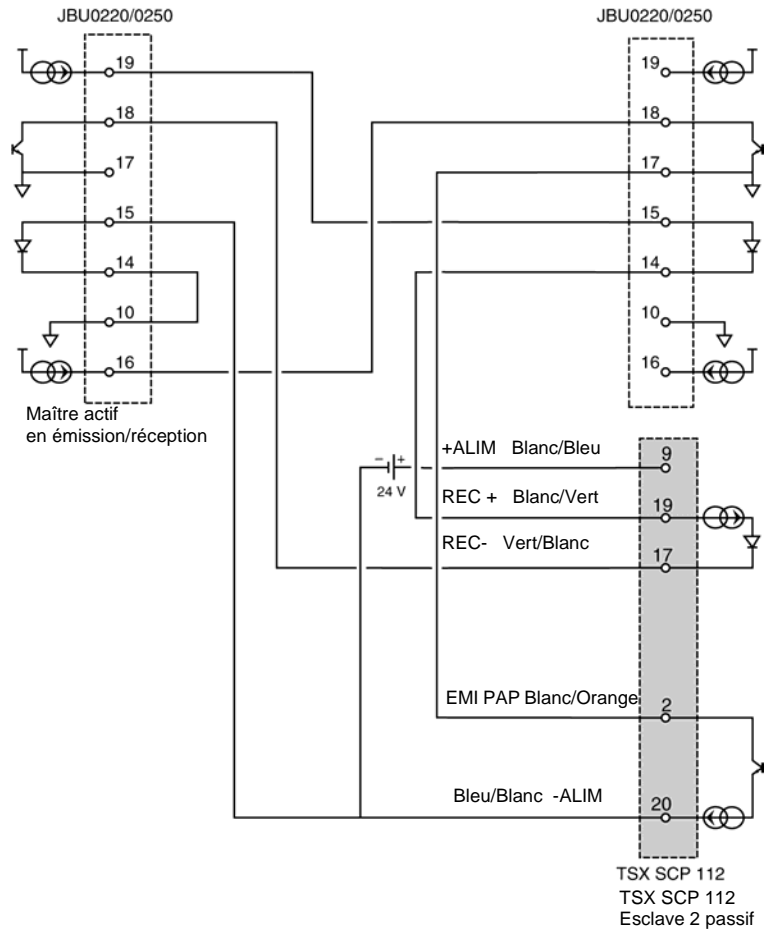 JBU0220/0250
JBU0220/0250
19
18
17
15
14
10
16
Maître actif
en émission/réception
19
18
17
15
14
10
16
- +
24 V
+ALIM Blanc/Bleu
9
REC + Blanc/Vert
19
REC- Vert/Blanc
17
EMI PAP Blanc/Orange
2
Bleu/Blanc -ALIM
20
TSX SCP 112
TSX SCP 112
Esclave 2 passif